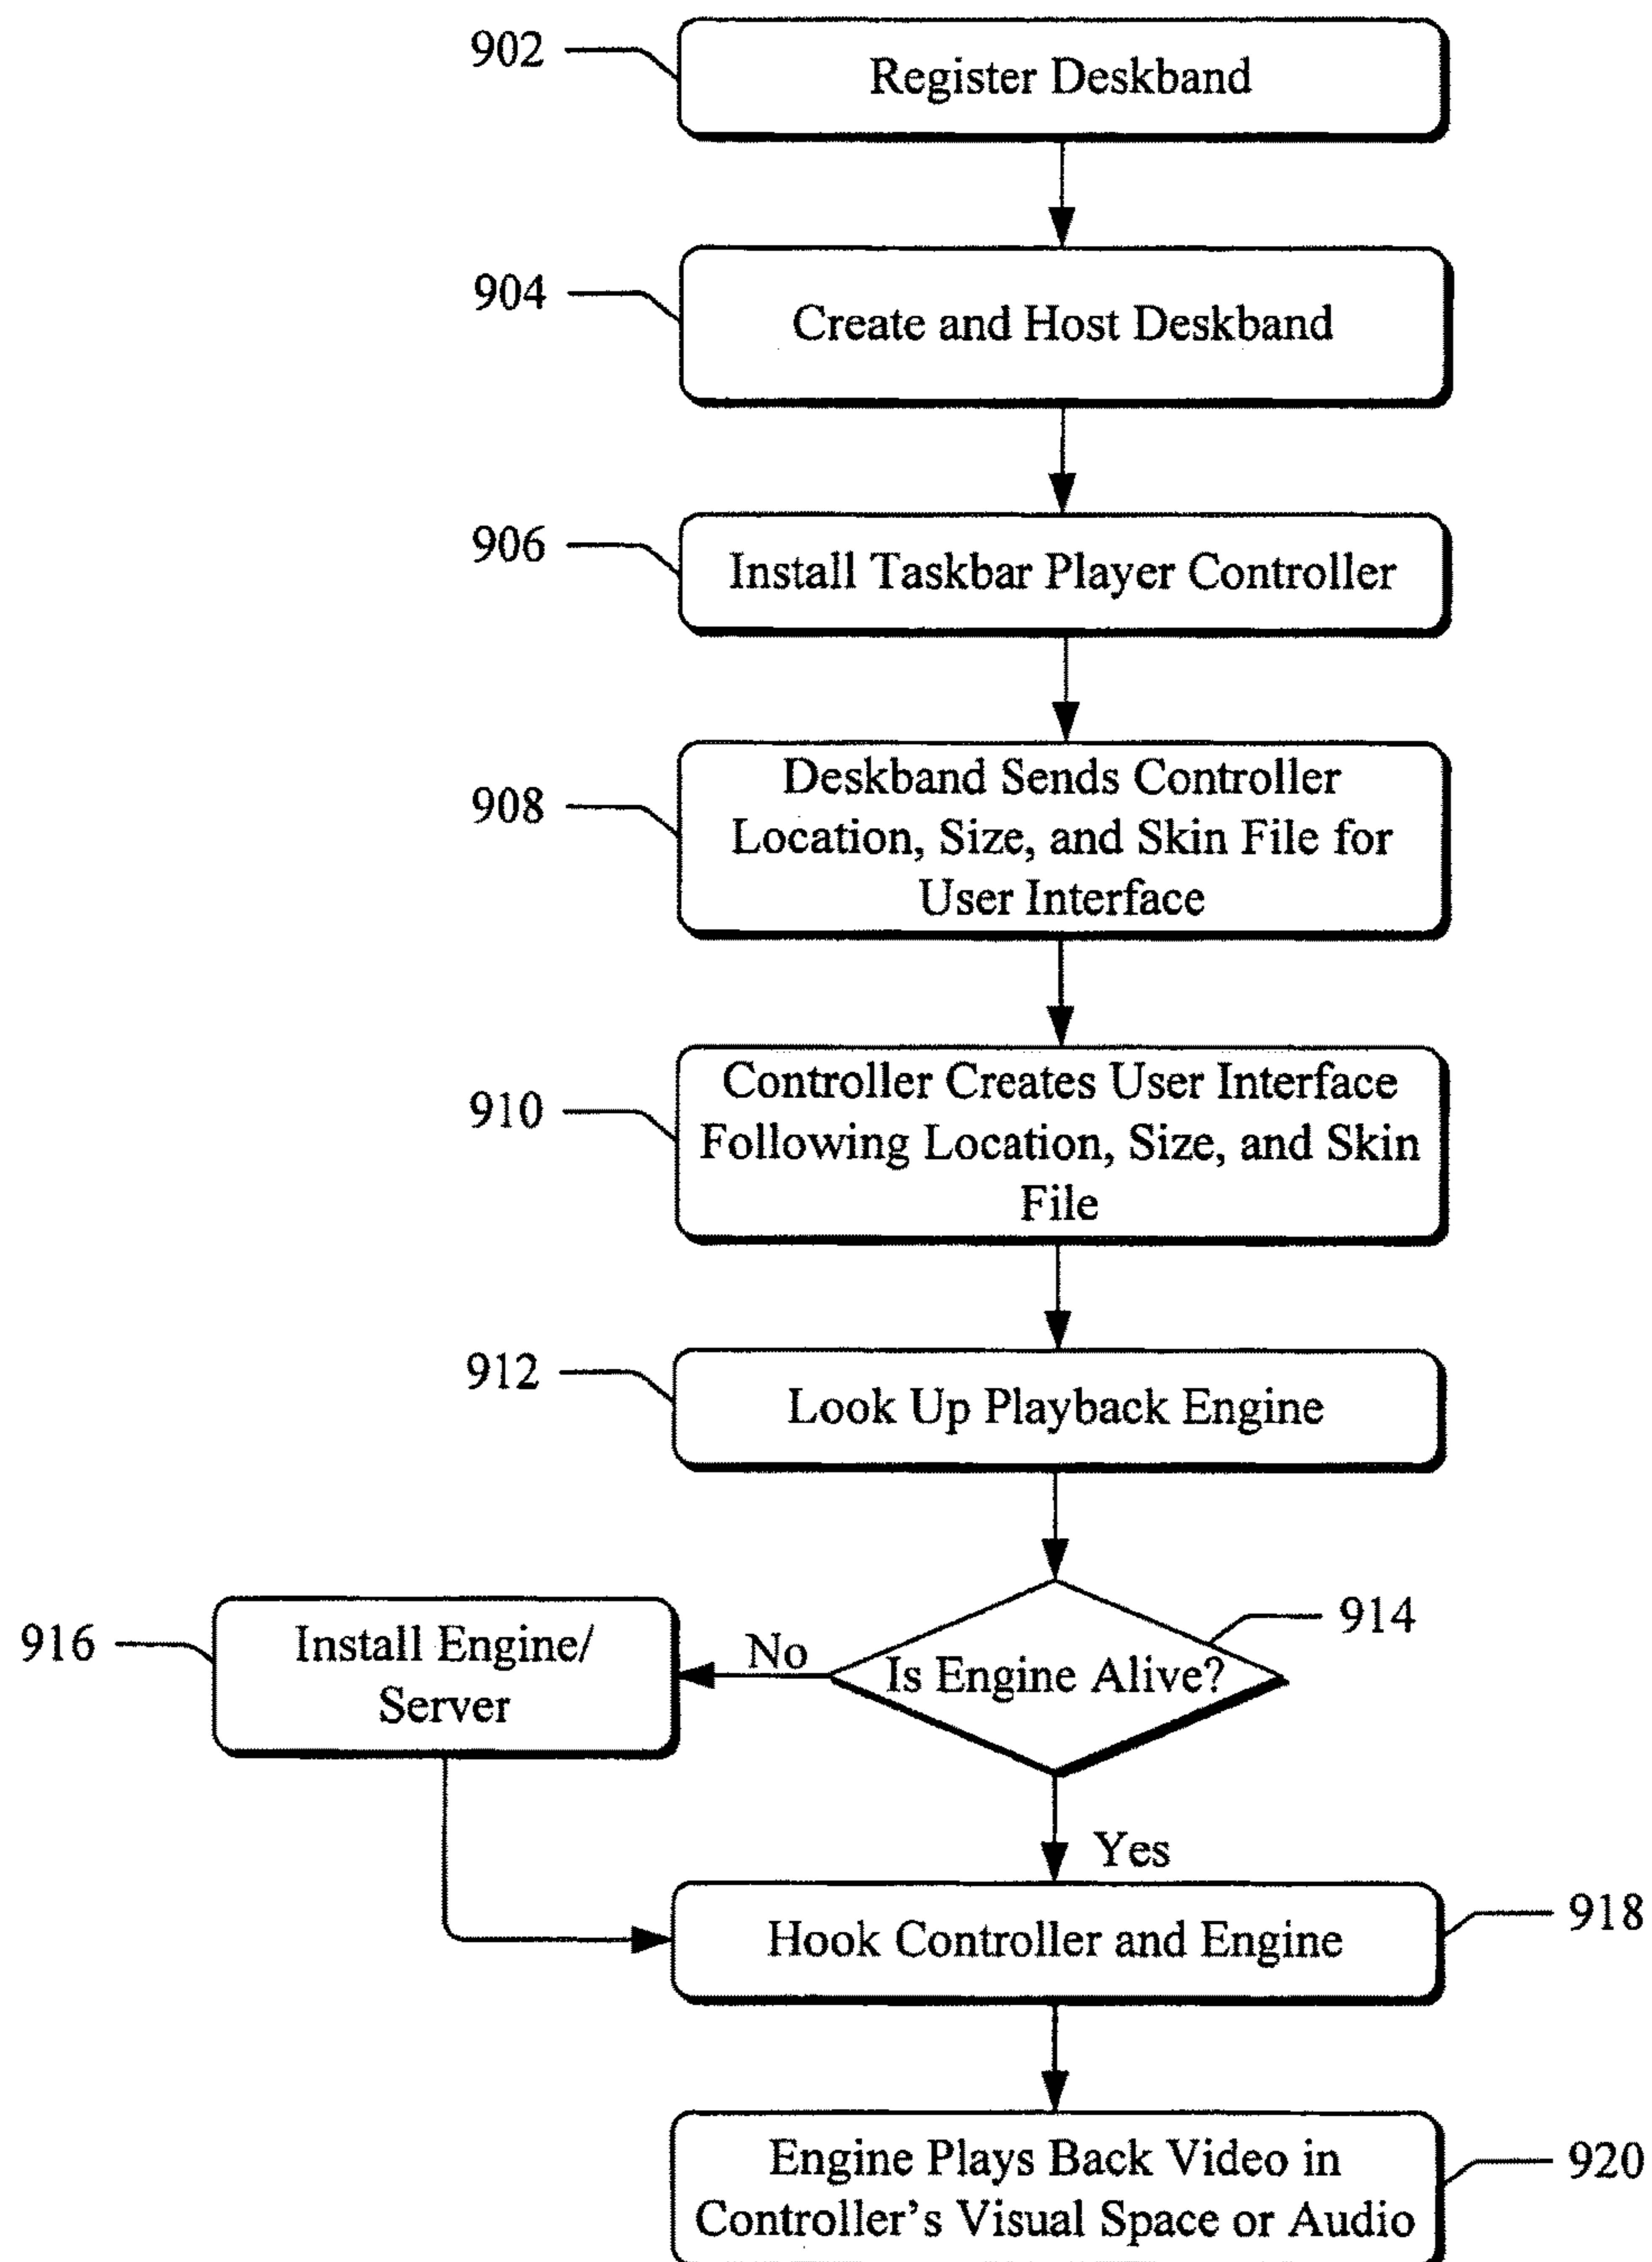 902
Register Deskband
904
Create and Host Deskband
906
Install Taskbar Player Controller
908
Deskband Sends Controller
Location, Size, and Skin File for
User Interface
910
Controller Creates User Interface
Following Location, Size, and Skin
File
912
Look Up Playback Engine
914
Is Engine Alive?
No
916
Install Engine/
Server
Yes
918
Hook Controller and Engine
920
Engine Plays Back Video in
Controller's Visual Space or Audio